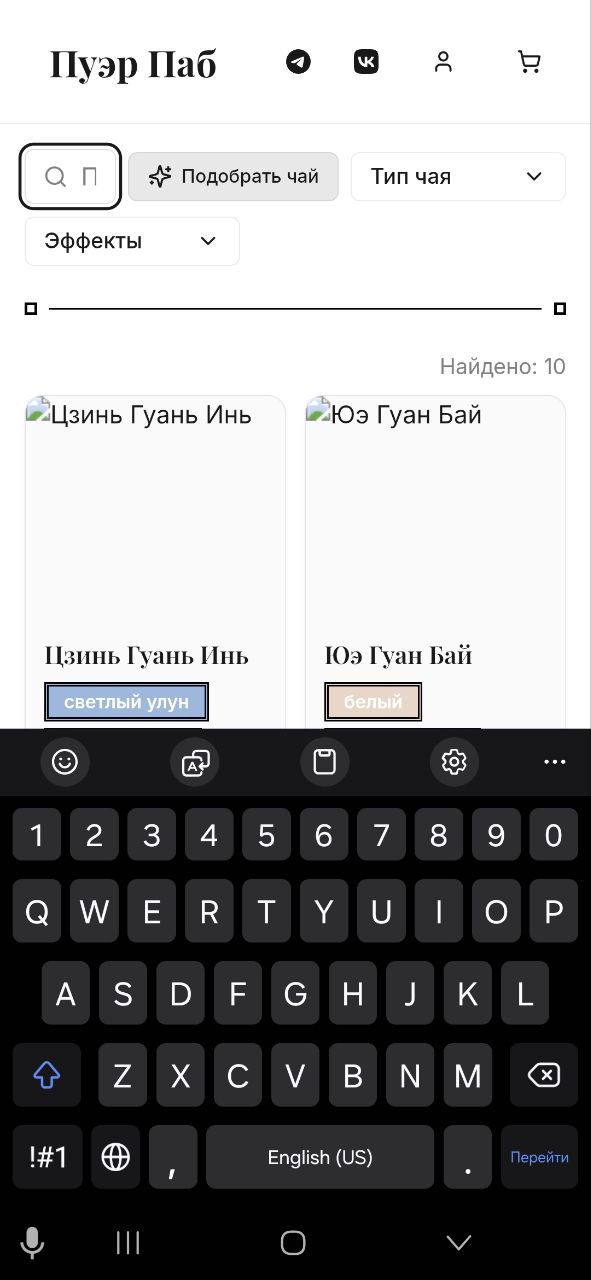 Пуэр Паб
П
Подобрать чай
Тип чая
Эффекты
Найдено: 10
Цзинь Гуань Инь
Юэ Гуан Бай
Цзинь Гуань Инь
Юэ Гуан Бай
светлый улун
белый
1 2 3 4 5 6 7 8 9 0
Q W E R T Y U I O P
A S D F G H J K L
Z X C V B N M
!#1 , English (US) . Перейти